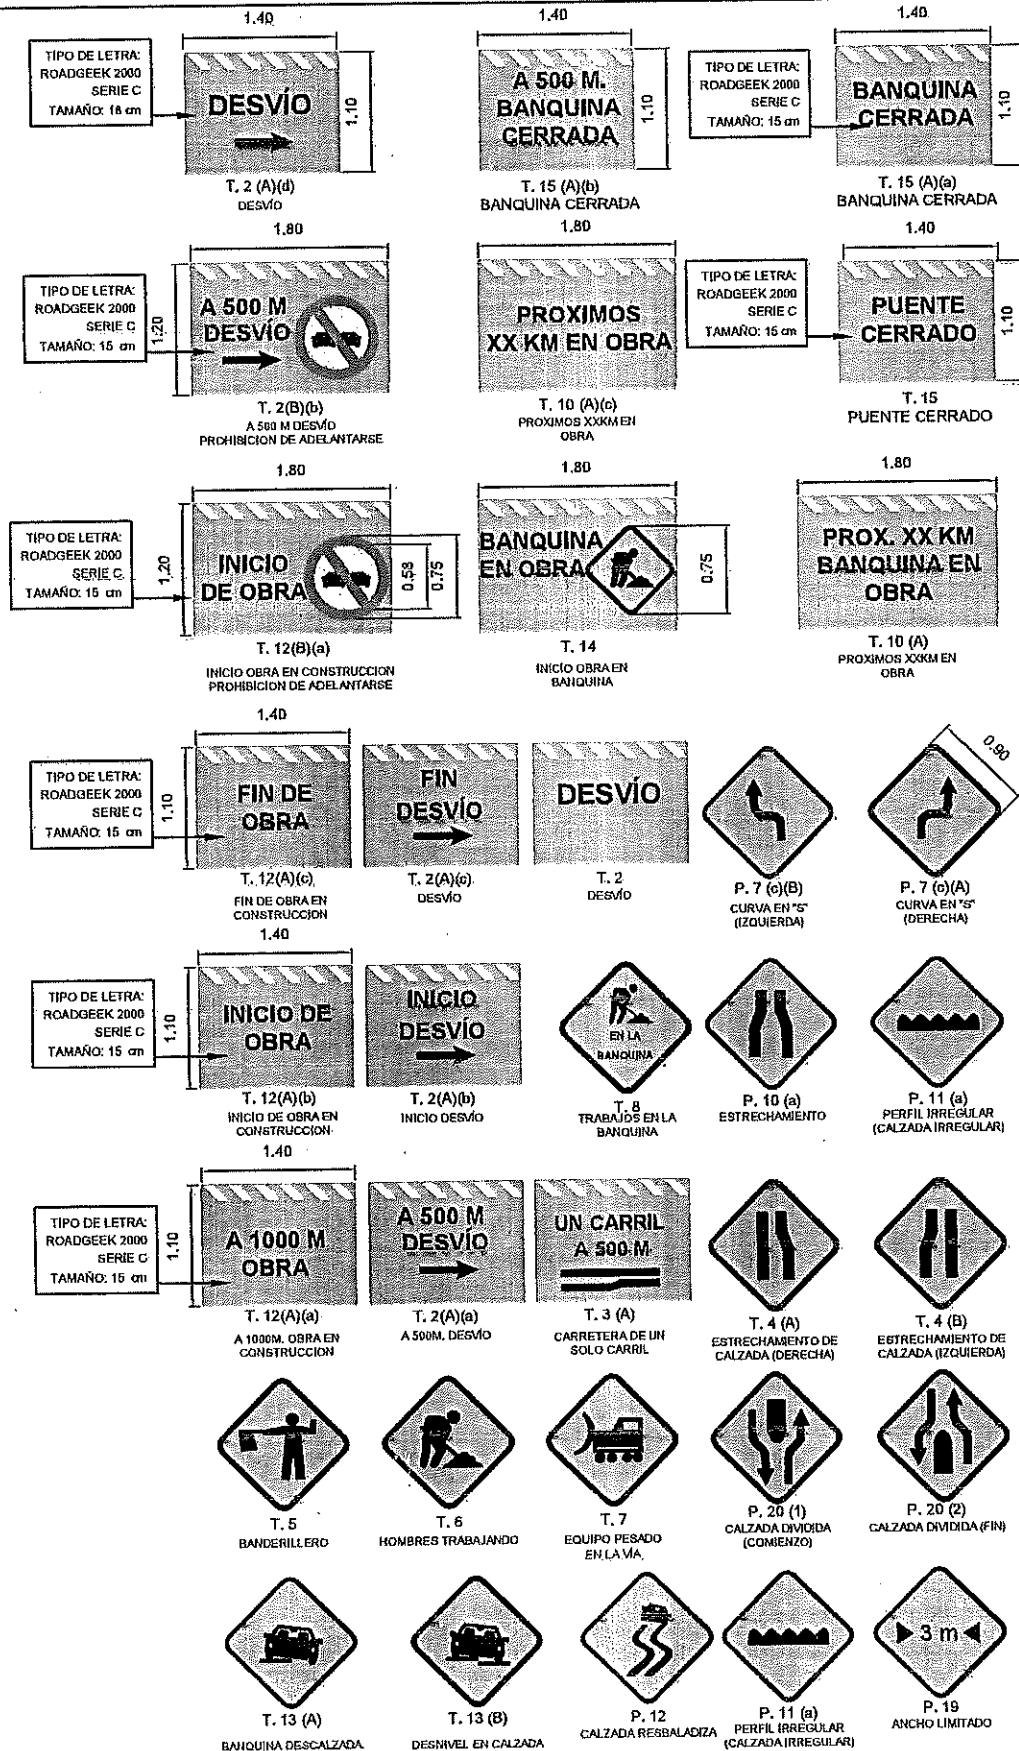 1.40
1.40
1.40
TIPO DE LETRA:
ROADGEEK 2000
SERIE C
TAMAÑO: 18 cm
DESVÍO
1.10
A 500 M.
BANQUINA
CERRADA
1.10
TIPO DE LETRA:
ROADGEEK 2000
SERIE C
TAMAÑO: 15 cm
BANQUINA
CERRADA
1.10
T. 2 (A)(d)
DESVÍO
T. 15 (A)(b)
BANQUINA CERRADA
T. 15 (A)(a)
BANQUINA CERRADA
1.80
1.80
1.40
TIPO DE LETRA:
ROADGEEK 2000
SERIE C
TAMAÑO: 15 cm
1.20
A 500 M
DESVÍO
PROXIMOS
XX KM EN OBRA
TIPO DE LETRA:
ROADGEEK 2000
SERIE C
TAMAÑO: 15 cm
PUENTE
CERRADO
1.10
T. 2(B)(b)
A 500 M DESVÍO
PROHIBICION DE ADELANTARSE
T. 10 (A)(c)
PROXIMOS XXKM EN
OBRA
T. 15
PUENTE CERRADO
1.80
1.80
1.80
TIPO DE LETRA:
ROADGEEK 2000
SERIE C
TAMAÑO: 15 cm
1.20
INICIO
DE OBRA
0.58
0.75
BANQUINA
EN OBRA
0.75
PROX. XX KM
BANQUINA EN
OBRA
T. 12(B)(a)
INICIO OBRA EN CONSTRUCCION
PROHIBICION DE ADELANTARSE
T. 14
INICIO OBRA EN
BANQUINA
T. 10 (A)
PROXIMOS XXKM EN
OBRA
1.40
TIPO DE LETRA:
ROADGEEK 2000
SERIE C
TAMAÑO: 15 cm
1.10
FIN DE
OBRA
FIN
DESVÍO
DESVÍO
0.90
T. 12(A)(c)
FIN DE OBRA EN
CONSTRUCCION
T. 2(A)(c)
DESVÍO
T. 2
DESVÍO
P. 7 (c)(B)
CURVA EN "S"
(IZQUIERDA)
P. 7 (c)(A)
CURVA EN "S"
(DERECHA)
1.40
TIPO DE LETRA:
ROADGEEK 2000
SERIE C
TAMAÑO: 15 cm
1.10
INICIO DE
OBRA
INICIO
DESVÍO
EN LA
BANQUINA
T. 12(A)(b)
INICIO DE OBRA EN
CONSTRUCCION
T. 2(A)(b)
INICIO DESVÍO
T. 8
TRABAJOS EN LA
BANQUINA
P. 10 (a)
ESTRECHAMIENTO
P. 11 (a)
PERFIL IRREGULAR
(CALZADA IRREGULAR)
1.40
TIPO DE LETRA:
ROADGEEK 2000
SERIE C
TAMAÑO: 15 cm
1.10
A 1000 M
OBRA
A 500 M
DESVÍO
UN CARRIL
A 500 M
T. 12(A)(a)
A 1000M. OBRA EN
CONSTRUCCION
T. 2(A)(a)
A 500M. DESVÍO
T. 3 (A)
CARRETERA DE UN
SOLO CARRIL
T. 4 (A)
ESTRECHAMIENTO DE
CALZADA (DERECHA)
T. 4 (B)
ESTRECHAMIENTO DE
CALZADA (IZQUIERDA)
T. 5
BANDERILLERO
T. 6
HOMBRES TRABAJANDO
T. 7
EQUIPO PESADO
EN LA VÍA
P. 20 (1)
CALZADA DIVIDIDA
(COMIENZO)
P. 20 (2)
CALZADA DIVIDIDA (FIN)
3 m
T. 13 (A)
BANQUINA DESCALZADA
T. 13 (B)
DESNIVEL EN CALZADA
P. 12
CALZADA RESBALADIZA
P. 11 (a)
PERFIL IRREGULAR
(CALZADA IRREGULAR)
P. 19
ANCHO LIMITADO